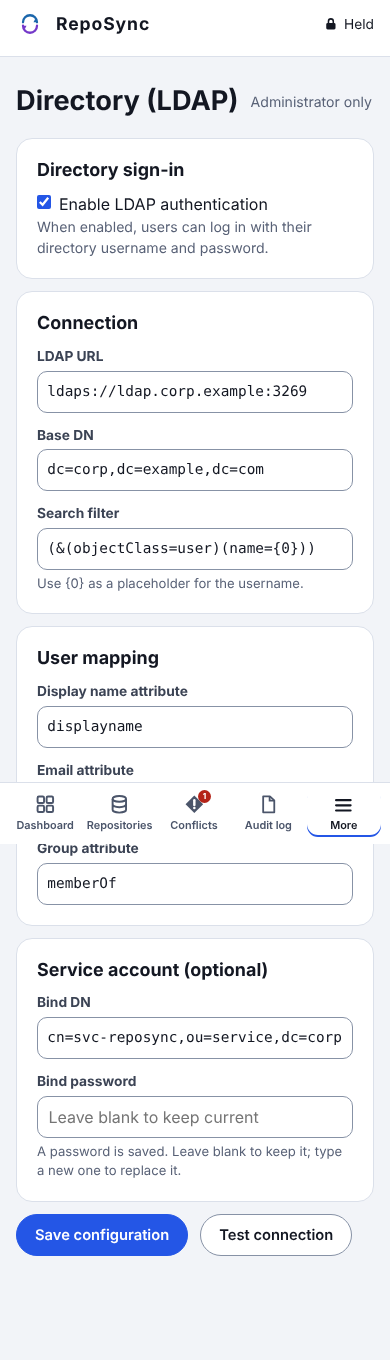 RepoSync
Held
Directory (LDAP)
Administrator only
Directory sign-in
Enable LDAP authentication
When enabled, users can log in with their
directory username and password.
Connection
LDAP URL
ldaps://ldap.corp.example:3269
Base DN
dc=corp,dc=example,dc=com
Search filter
(&(objectClass=user)(name={0}))
Use {0} as a placeholder for the username.
User mapping
Display name attribute
displayname
Email attribute
1
Dashboard
Repositories
Conflicts
Audit log
More
Group attribute
memberOf
Service account (optional)
Bind DN
cn=svc-reposync,ou=service,dc=corp
Bind password
Leave blank to keep current
A password is saved. Leave blank to keep it; type
a new one to replace it.
Save configuration
Test connection